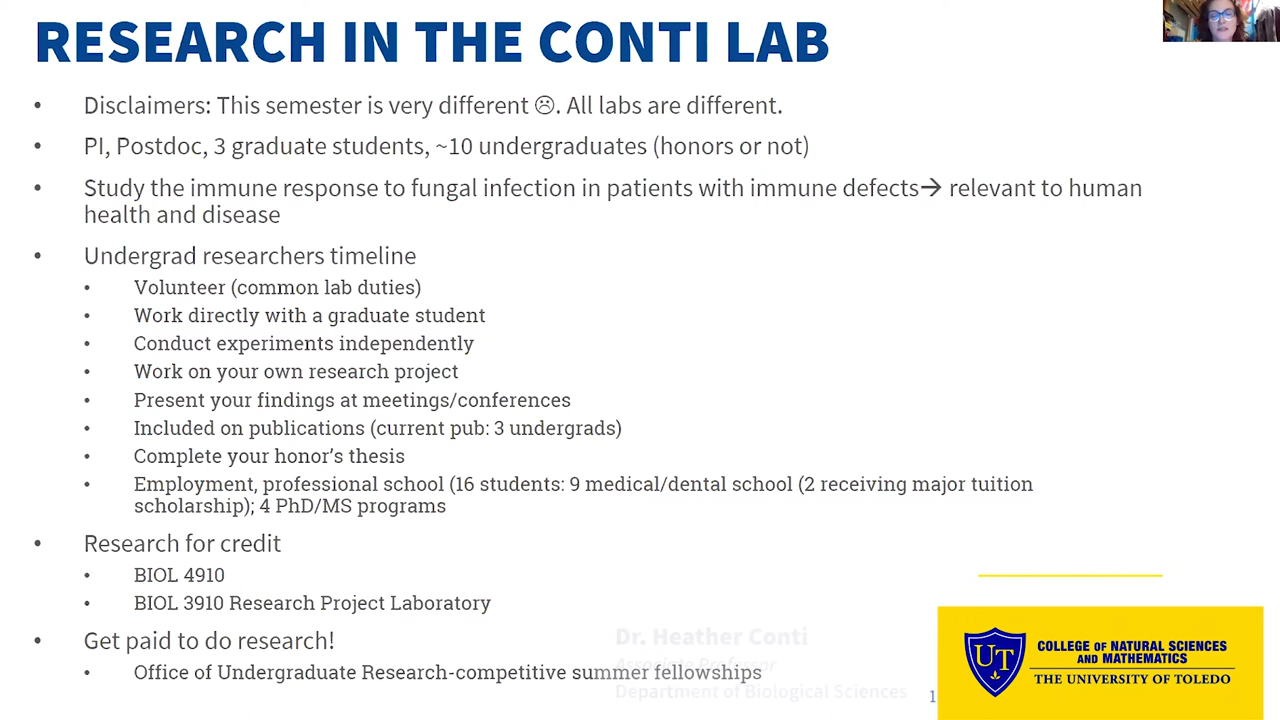 RESEARCH IN THE CONTI LAB
• Disclaimers: This semester is very different ☹. All labs are different.
• PI, Postdoc, 3 graduate students, ~10 undergraduates (honors or not)
• Study the immune response to fungal infection in patients with immune defects→ relevant to human
health and disease
• Undergrad researchers timeline
• Volunteer (common lab duties)
• Work directly with a graduate student
• Conduct experiments independently
• Work on your own research project
• Present your findings at meetings/conferences
• Included on publications (current pub: 3 undergrads)
• Complete your honor’s thesis
• Employment, professional school (16 students: 9 medical/dental school (2 receiving major tuition
scholarship); 4 PhD/MS programs
• Research for credit
• BIOL 4910
• BIOL 3910 Research Project Laboratory
• Get paid to do research!
• Office of Undergraduate Research-competitive summer fellowships
Dr. Heather Conti
Associate Professor
Department of Biological Sciences
1
UT
COLLEGE OF NATURAL SCIENCES
AND MATHEMATICS
THE UNIVERSITY OF TOLEDO